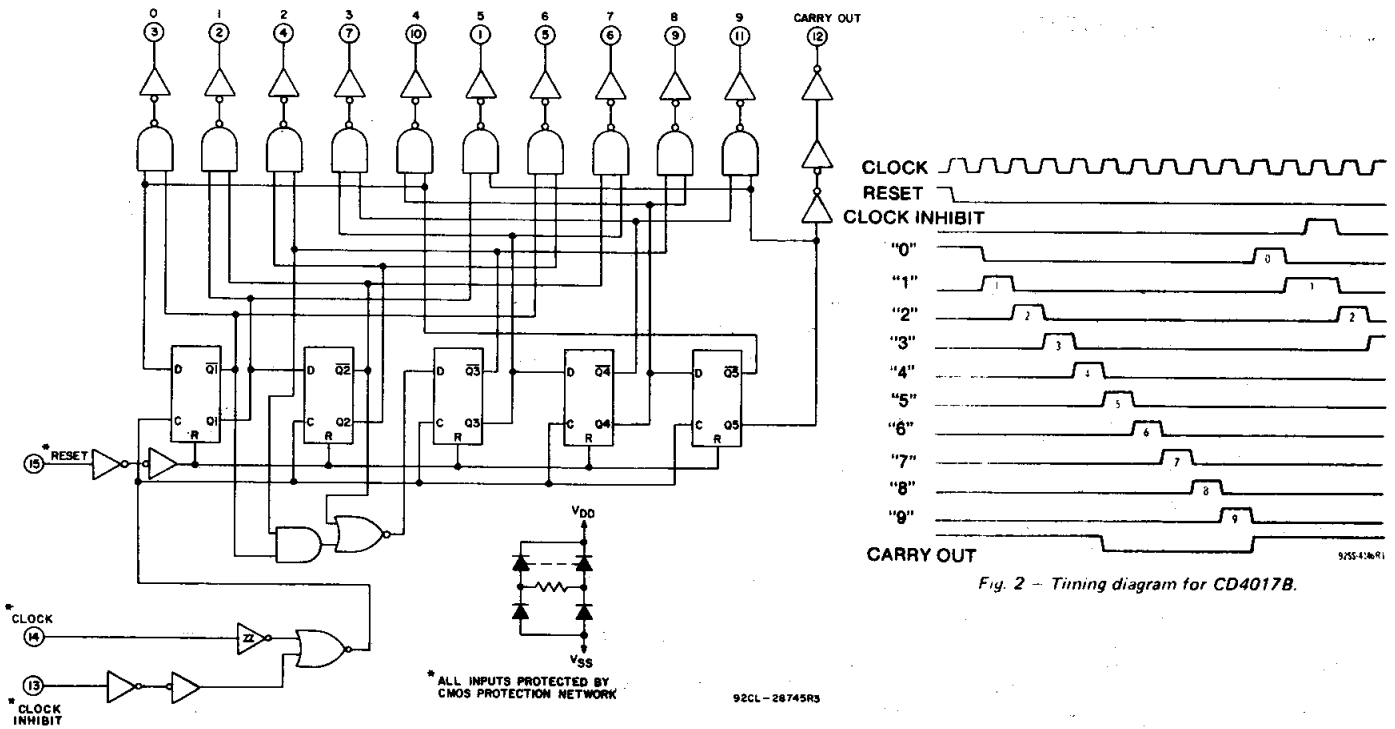 0 1 2 3 4 5 6 7 8 9 CARRY OUT
3 2 4 7 10 1 5 6 9 11 12
D Q1 D Q2 D Q3 D Q4 D Q5
C Q1 C Q2 C Q3 C Q4 C Q5
R R R R R
15 * RESET
VDD
* CLOCK
14
13
* CLOCK
INHIBIT
VSS
* ALL INPUTS PROTECTED BY
CMOS PROTECTION NETWORK
92CL-28745R3
CLOCK
RESET
CLOCK INHIBIT
"0" 0
"1" 1 1
"2" 2 2
"3" 3
"4" 4
"5" 5
"6" 6
"7" 7
"8" 8
"9" 9
CARRY OUT
Fig. 2 – Timing diagram for CD4017B.